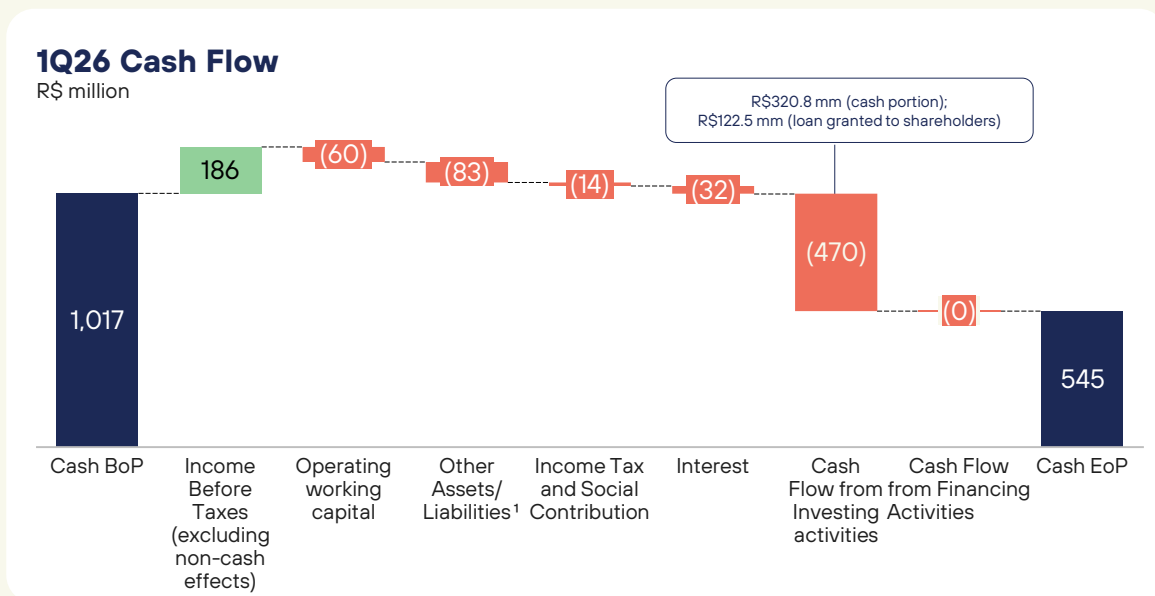 1Q26 Cash Flow
R$ million
R$320.8 mm (cash portion);
R$122.5 mm (loan granted to shareholders)
1,017
186
(60)
(83)
(14)
(32)
(470)
(0)
545
Cash BoP
Income
Before
Taxes
(excluding
non-cash
effects)
Operating
working
capital
Other
Assets/
Liabilities¹
Income Tax
and Social
Contribution
Interest
Cash
Flow from
Investing
activities
Cash Flow
from Financing
Activities
Cash EoP